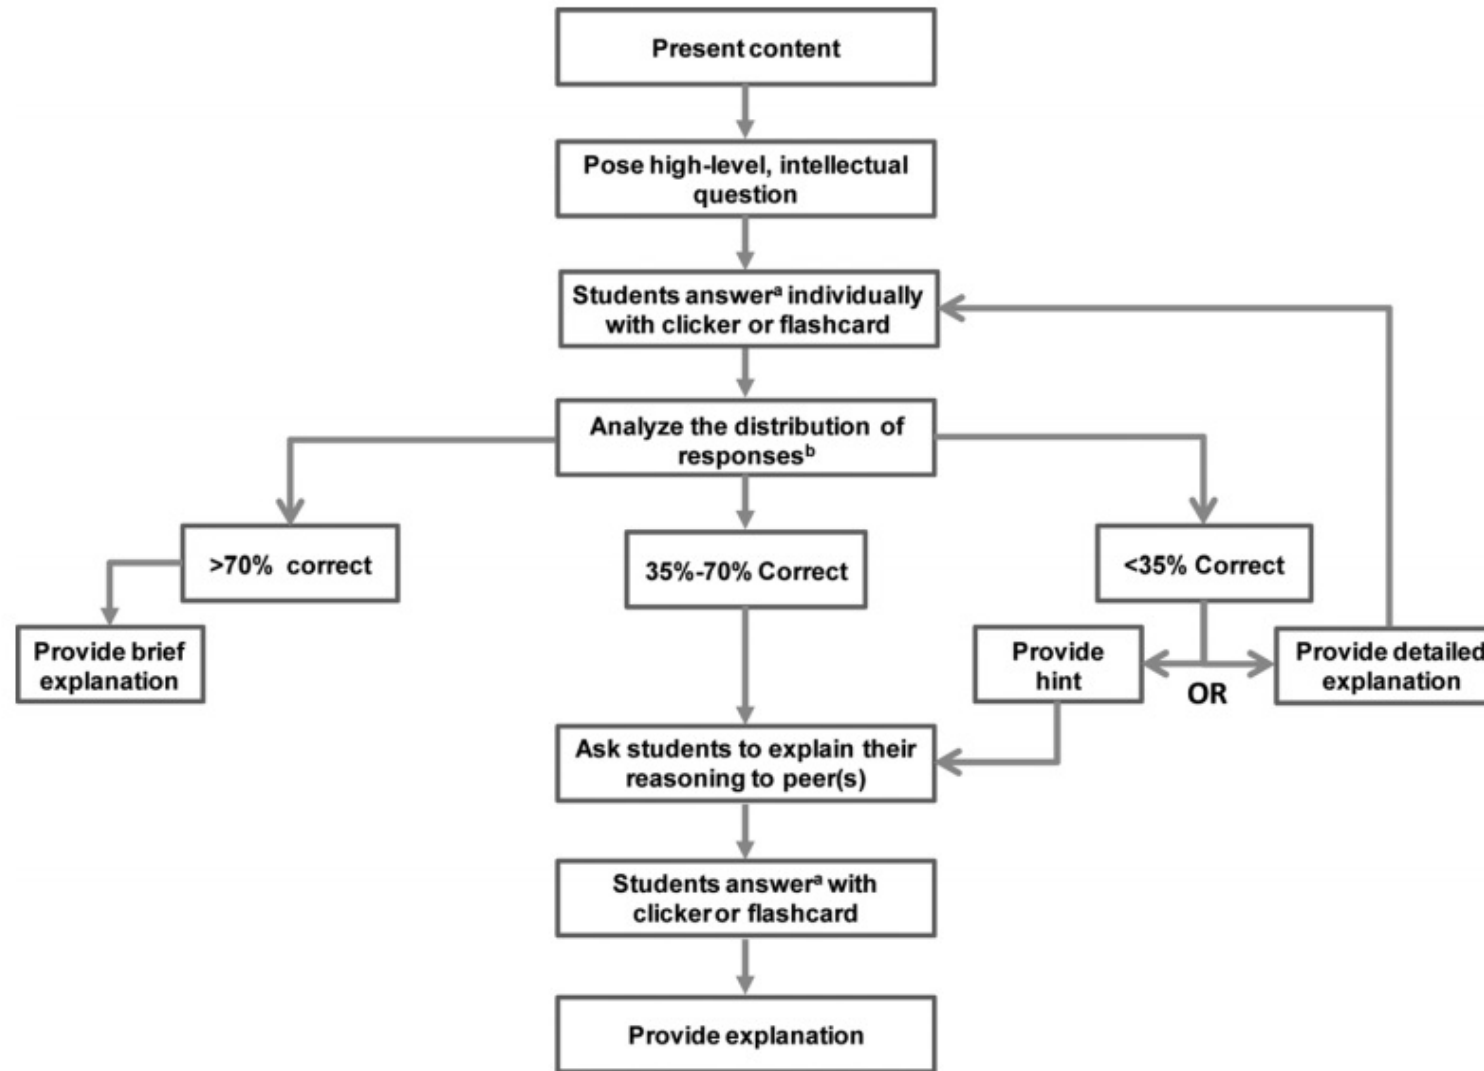 Present content
Pose high-level, intellectual
question
Students answerᵃ individually
with clicker or flashcard
Analyze the distribution of
responsesᵇ
>70% correct
35%-70% Correct
<35% Correct
Provide brief
explanation
Provide
hint
OR
Provide detailed
explanation
Ask students to explain their
reasoning to peer(s)
Students answerᵃ with
clicker or flashcard
Provide explanation